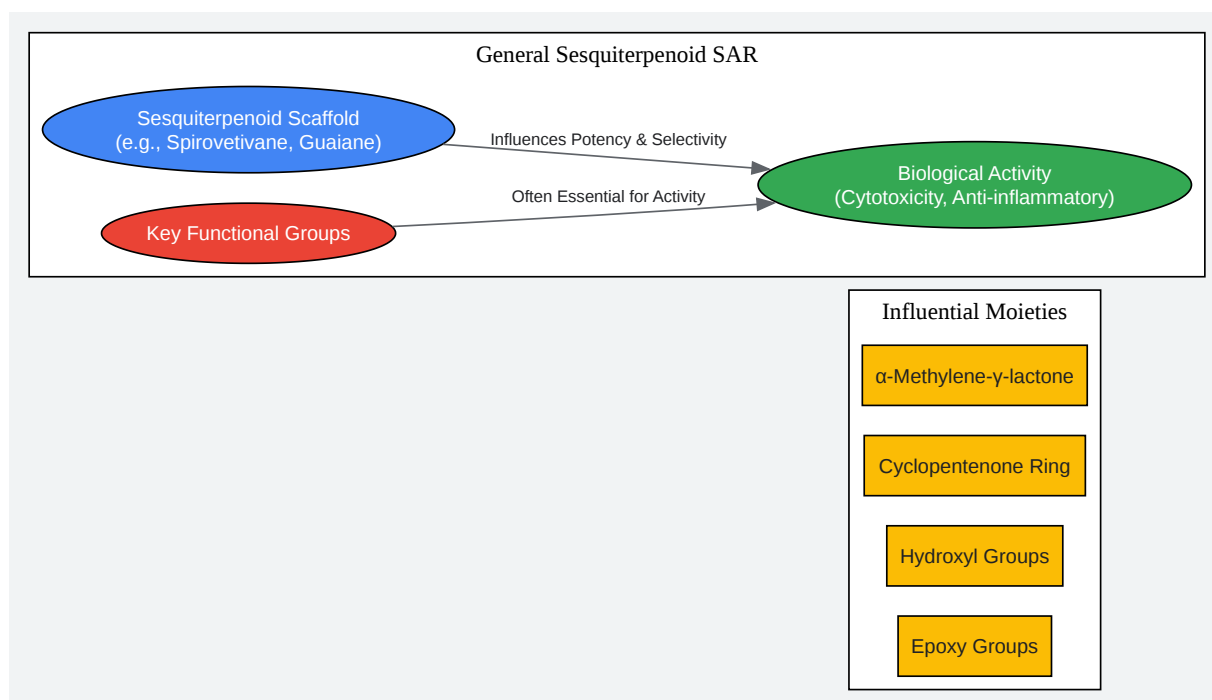 General Sesquiterpenoid SAR
Sesquiterpenoid Scaffold
(e.g., Spirovetivane, Guaiane)
Influences Potency & Selectivity
Biological Activity
(Cytotoxicity, Anti-inflammatory)
Often Essential for Activity
Key Functional Groups
Influential Moieties
α-Methylene-γ-lactone
Cyclopentenone Ring
Hydroxyl Groups
Epoxy Groups